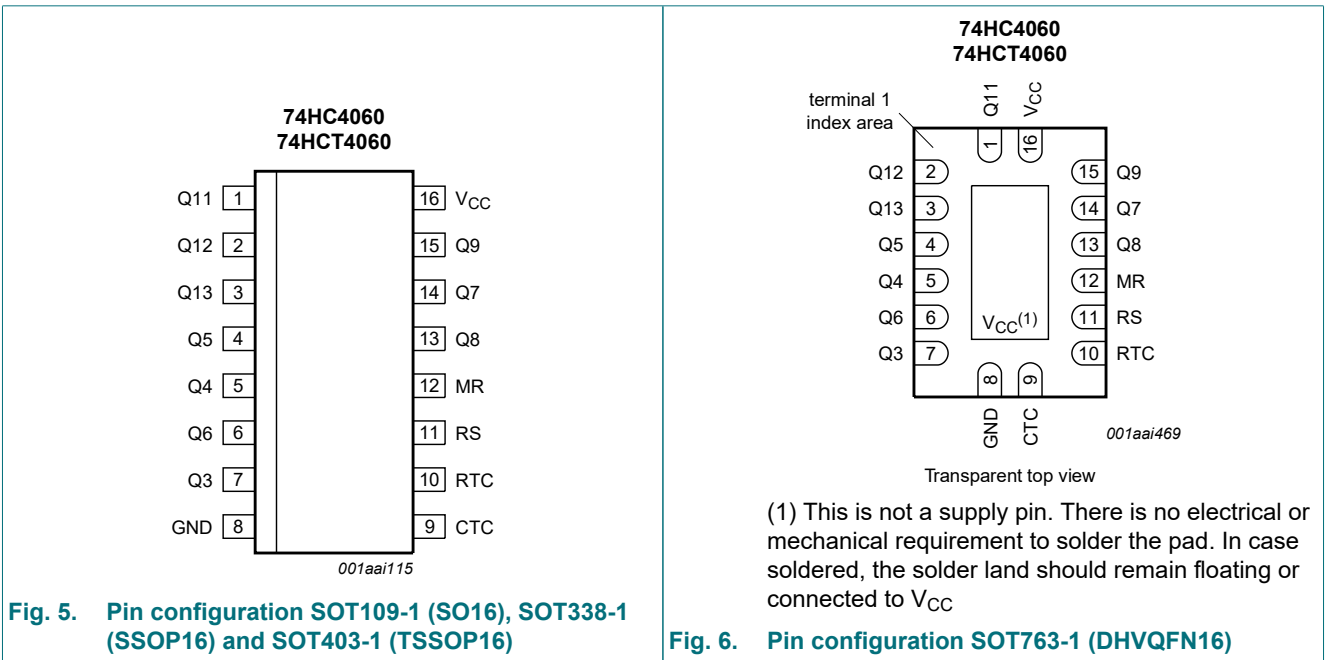 74HC4060
74HCT4060
Q11 1
Q12 2
Q13 3
Q5 4
Q4 5
Q6 6
Q3 7
GND 8
16 VCC
15 Q9
14 Q7
13 Q8
12 MR
11 RS
10 RTC
9 CTC
001aai115
Fig. 5. Pin configuration SOT109-1 (SO16), SOT338-1
(SSOP16) and SOT403-1 (TSSOP16)
74HC4060
74HCT4060
terminal 1
index area
Q11
VCC
1
16
Q12 2
Q13 3
Q5 4
Q4 5
Q6 6
Q3 7
15 Q9
14 Q7
13 Q8
12 MR
11 RS
10 RTC
VCC(1)
8
9
GND
CTC
001aai469
Transparent top view
(1) This is not a supply pin. There is no electrical or
mechanical requirement to solder the pad. In case
soldered, the solder land should remain floating or
connected to VCC
Fig. 6. Pin configuration SOT763-1 (DHVQFN16)